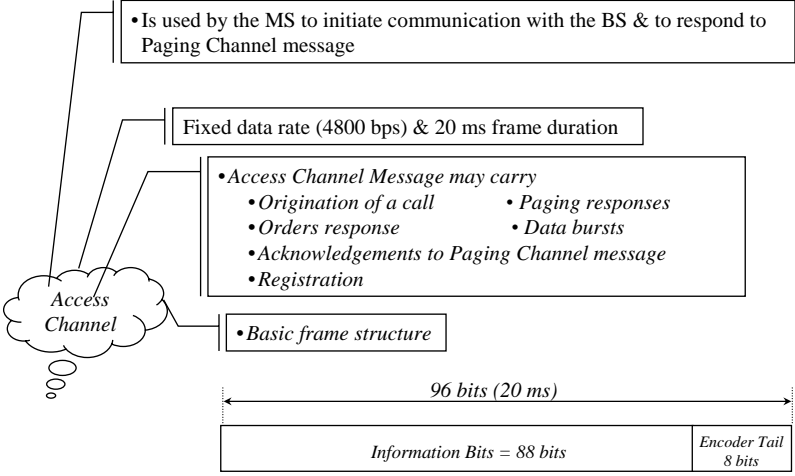 •Is used by the MS to initiate communication with the BS & to respond to
Paging Channel message
Fixed data rate (4800 bps) & 20 ms frame duration
•Access Channel Message may carry
•Origination of a call • Paging responses
•Orders response • Data bursts
•Acknowledgements to Paging Channel message
•Registration
Access
Channel
•Basic frame structure
96 bits (20 ms)
Information Bits = 88 bits
Encoder Tail
8 bits